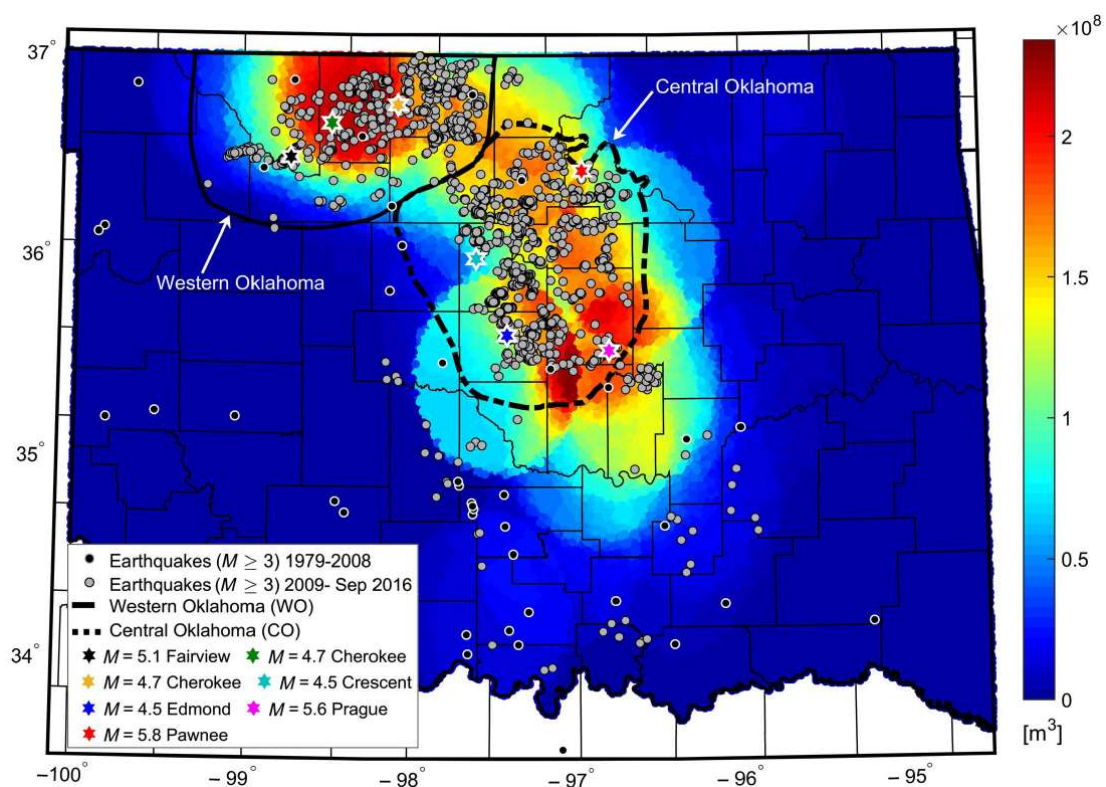 ×10⁸
37°
Central Oklahoma
2
36°
Western Oklahoma
1.5
1
35°
0.5
Earthquakes (M ≥ 3) 1979-2008
Earthquakes (M ≥ 3) 2009- Sep 2016
Western Oklahoma (WO)
Central Oklahoma (CO)
34°
M = 5.1 Fairview M = 4.7 Cherokee
M = 4.7 Cherokee M = 4.5 Crescent
M = 4.5 Edmond M = 5.6 Prague
M = 5.8 Pawnee
0
[m³]
–100° –99° –98° –97° –96° –95°